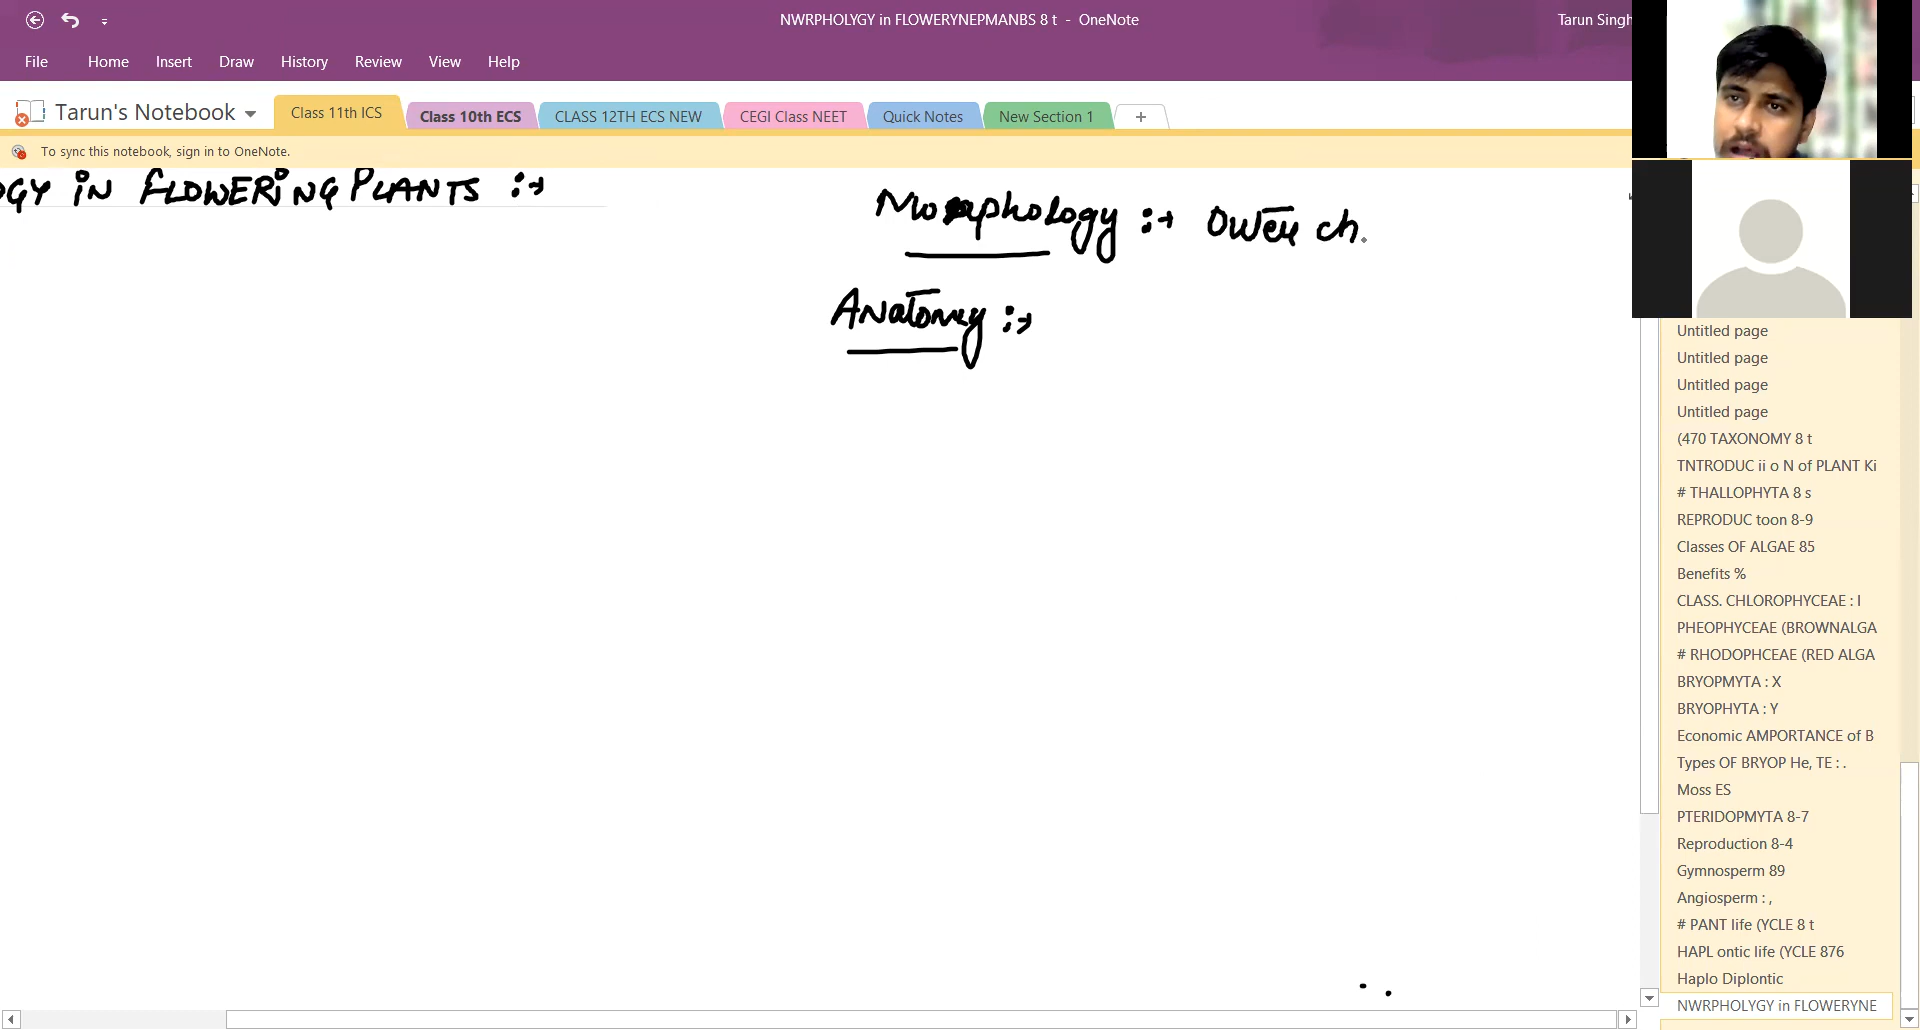 NWRPHOLYGY in FLOWERYNEPMANBS 8 t - OneNote
Tarun Singh
File Home Insert Draw History Review View Help
Tarun's Notebook
Class 11th ICS
Class 10th ECS
CLASS 12TH ECS NEW
CEGI Class NEET
Quick Notes
New Section 1
To sync this notebook, sign in to OneNote.
OGY IN FLOWERING PLANTS :→
Morphology :→ Outer ch.
Anatomy :→
Untitled page
Untitled page
Untitled page
Untitled page
(470 TAXONOMY 8 t
TNTRODUC ii o N of PLANT Ki
# THALLOPHYTA 8 s
REPRODUC toon 8-9
Classes OF ALGAE 85
Benefits %
CLASS. CHLOROPHYCEAE : I
PHEOPHYCEAE (BROWNALGA
# RHODOPHCEAE (RED ALGA
BRYOPMYTA : X
BRYOPHYTA : Y
Economic AMPORTANCE of B
Types OF BRYOP He, TE : .
Moss ES
PTERIDOPMYTA 8-7
Reproduction 8-4
Gymnosperm 89
Angiosperm : ,
# PANT life (YCLE 8 t
HAPL ontic life (YCLE 876
Haplo Diplontic
NWRPHOLYGY in FLOWERYNE